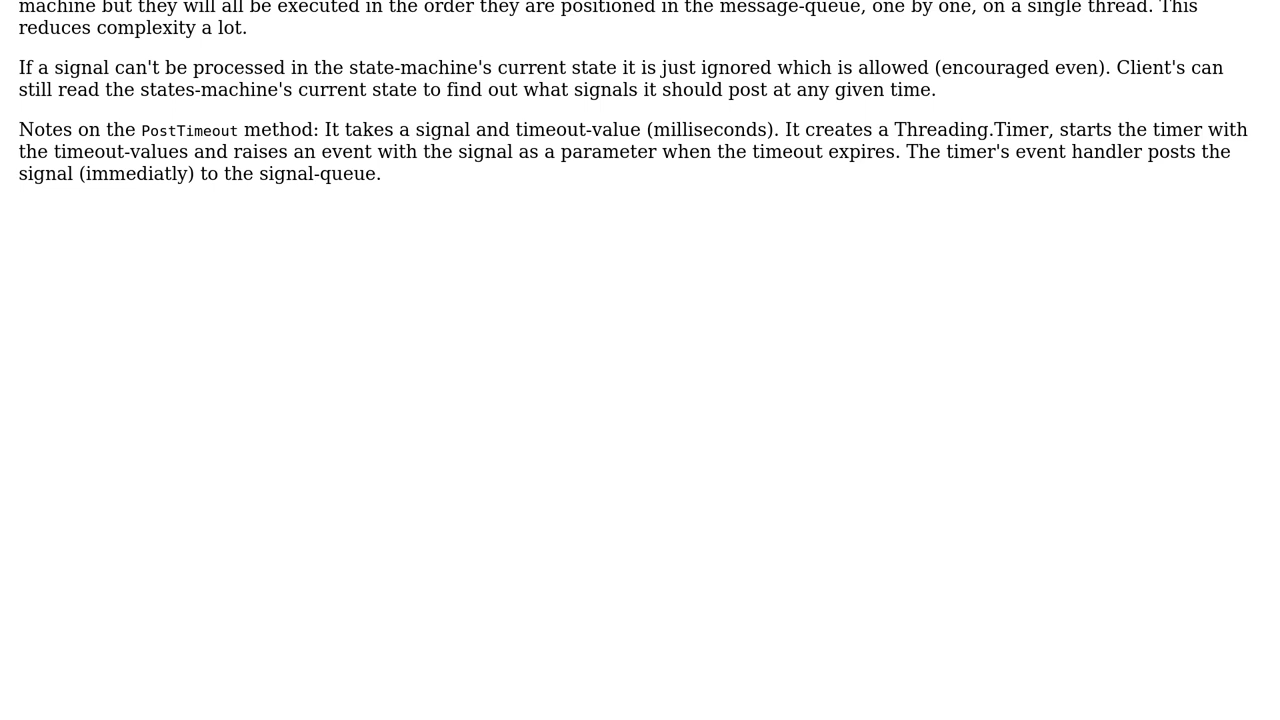 machine but they will all be executed in the order they are positioned in the message-queue, one by one, on a single thread. This
reduces complexity a lot.
If a signal can't be processed in the state-machine's current state it is just ignored which is allowed (encouraged even). Client's can
still read the states-machine's current state to find out what signals it should post at any given time.
Notes on the PostTimeout method: It takes a signal and timeout-value (milliseconds). It creates a Threading.Timer, starts the timer with
the timeout-values and raises an event with the signal as a parameter when the timeout expires. The timer's event handler posts the
signal (immediatly) to the signal-queue.